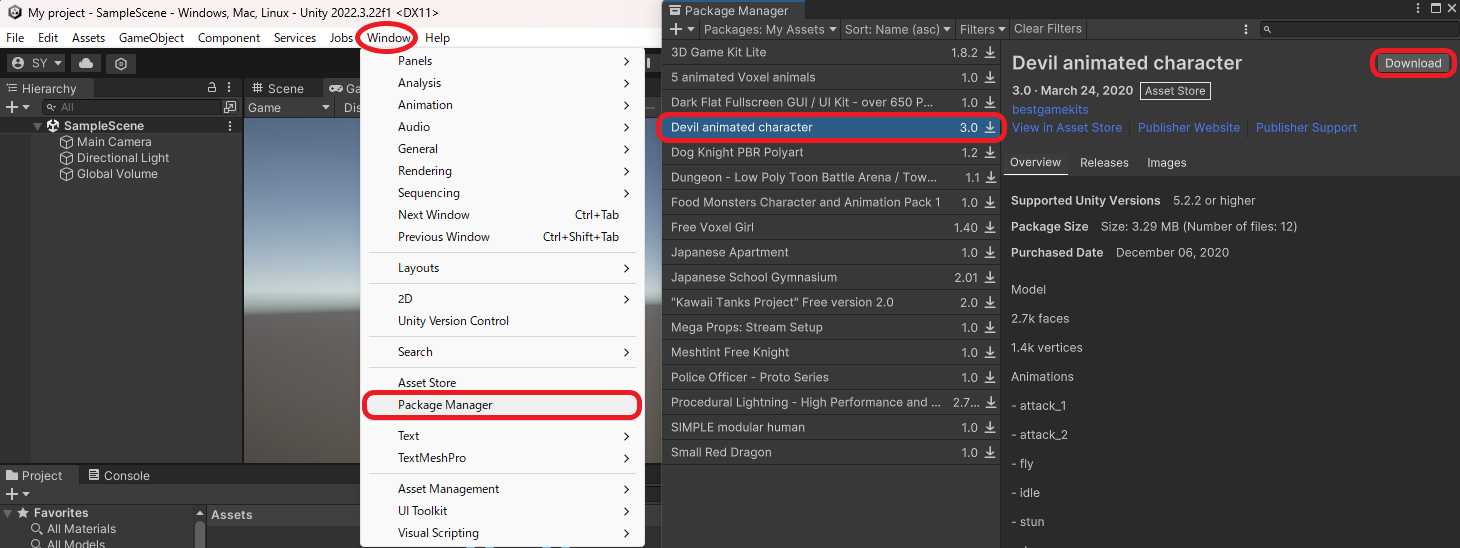 My project - SampleScene - Windows, Mac, Linux - Unity 2022.3.22f1 <DX11>
File Edit Assets GameObject Component Services Jobs Window Help
SY
Hierarchy
All
SampleScene
Main Camera
Directional Light
Global Volume
Scene
Game
Dis
Project
Console
Favorites
All Materials
All Models
Assets
Panels
Analysis
Animation
Audio
General
Rendering
Sequencing
Next Window Ctrl+Tab
Previous Window Ctrl+Shift+Tab
Layouts
2D
Unity Version Control
Search
Asset Store
Package Manager
Text
TextMeshPro
Asset Management
UI Toolkit
Visual Scripting
Package Manager
Packages: My Assets Sort: Name (asc) Filters Clear Filters
3D Game Kit Lite 1.8.2
5 animated Voxel animals 1.0
Dark Flat Fullscreen GUI / UI Kit - over 650 P... 1.0
Devil animated character 3.0
Dog Knight PBR Polyart 1.2
Dungeon - Low Poly Toon Battle Arena / Tow... 1.1
Food Monsters Character and Animation Pack 1 1.0
Free Voxel Girl 1.40
Japanese Apartment 1.0
Japanese School Gymnasium 2.01
"Kawaii Tanks Project" Free version 2.0 2.0
Mega Props: Stream Setup 1.0
Meshtint Free Knight 1.0
Police Officer - Proto Series 1.0
Procedural Lightning - High Performance and ... 2.7...
SIMPLE modular human 1.0
Small Red Dragon 1.0
Devil animated character
Download
3.0 · March 24, 2020 Asset Store
bestgamekits
View in Asset Store Publisher Website Publisher Support
Overview Releases Images
Supported Unity Versions 5.2.2 or higher
Package Size Size: 3.29 MB (Number of files: 12)
Purchased Date December 06, 2020
Model
2.7k faces
1.4k vertices
Animations
- attack_1
- attack_2
- fly
- idle
- stun